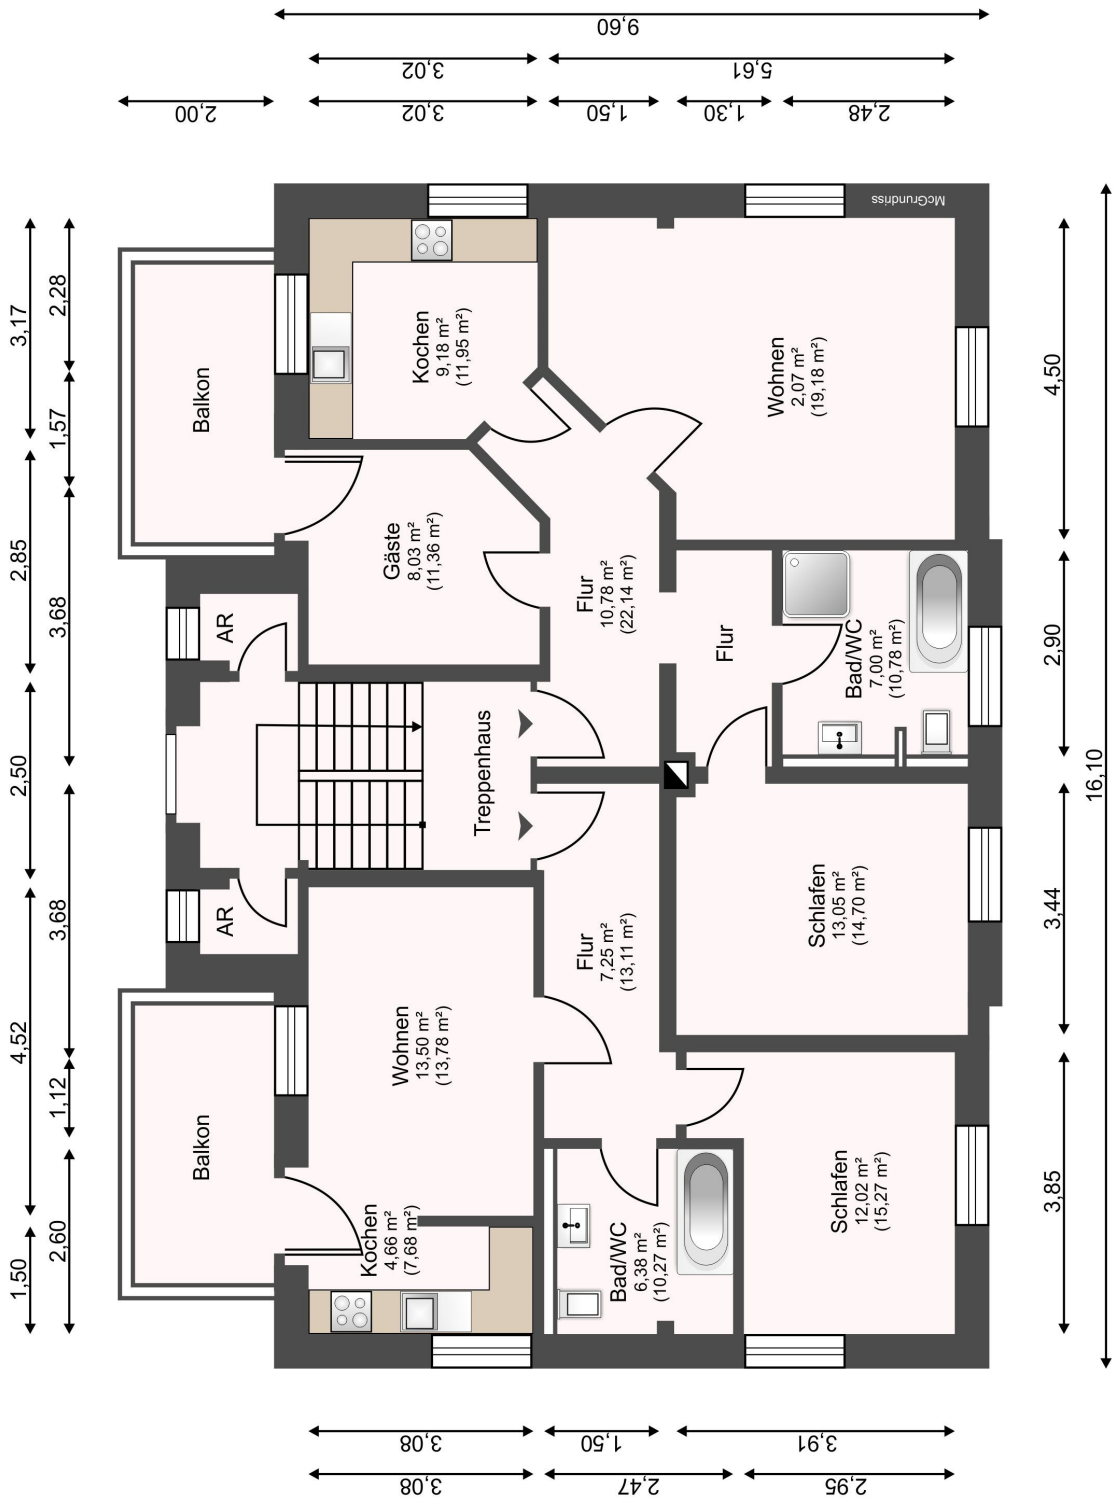 9,60
3,02
5,61
2,00
3,02
1,50
1,30
2,48
McGrundriss
3,17
2,28
1,57
2,85
3,68
2,50
3,68
4,52
1,12
1,50
2,60
Balkon
Kochen
9,18 m²
(11,95 m²)
Wohnen
2,07 m²
(19,18 m²)
4,50
Gäste
8,03 m²
(11,36 m²)
Flur
10,78 m²
(22,14 m²)
AR
Flur
Bad/WC
7,00 m²
(10,78 m²)
2,90
Treppenhaus
16,10
AR
Flur
7,25 m²
(13,11 m²)
Schlafen
13,05 m²
(14,70 m²)
3,44
Wohnen
13,50 m²
(13,78 m²)
Balkon
Kochen
4,66 m²
(7,68 m²)
Bad/WC
6,38 m²
(10,27 m²)
Schlafen
12,02 m²
(15,27 m²)
3,85
3,08
1,50
3,91
3,08
2,47
2,95